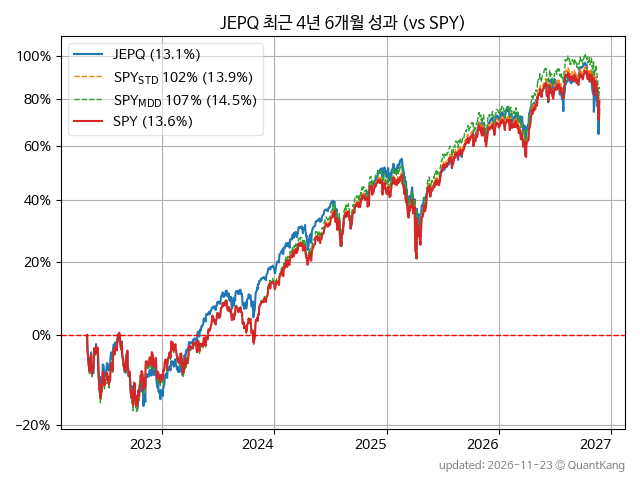 JEPQ 최근 4년 6개월 성과 (vs SPY)
JEPQ (13.1%)
SPY_STD 102% (13.9%)
SPY_MDD 107% (14.5%)
SPY (13.6%)
100%
80%
60%
40%
20%
0%
−20%
2023
2024
2025
2026
2027
updated: 2026-11-23 © QuantKang